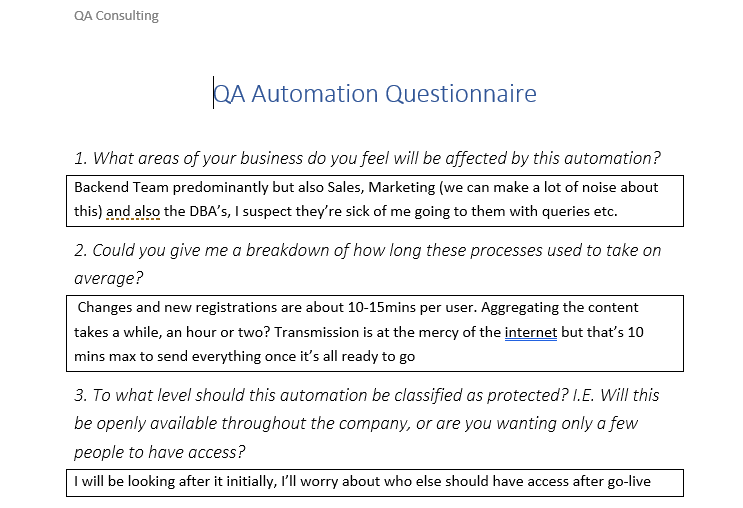 QA Consulting
QA Automation Questionnaire
1. What areas of your business do you feel will be affected by this automation?
Backend Team predominantly but also Sales, Marketing (we can make a lot of noise about
this) and also the DBA’s, I suspect they’re sick of me going to them with queries etc.
2. Could you give me a breakdown of how long these processes used to take on
average?
Changes and new registrations are about 10-15mins per user. Aggregating the content
takes a while, an hour or two? Transmission is at the mercy of the internet but that’s 10
mins max to send everything once it’s all ready to go
3. To what level should this automation be classified as protected? I.E. Will this
be openly available throughout the company, or are you wanting only a few
people to have access?
I will be looking after it initially, I’ll worry about who else should have access after go-live